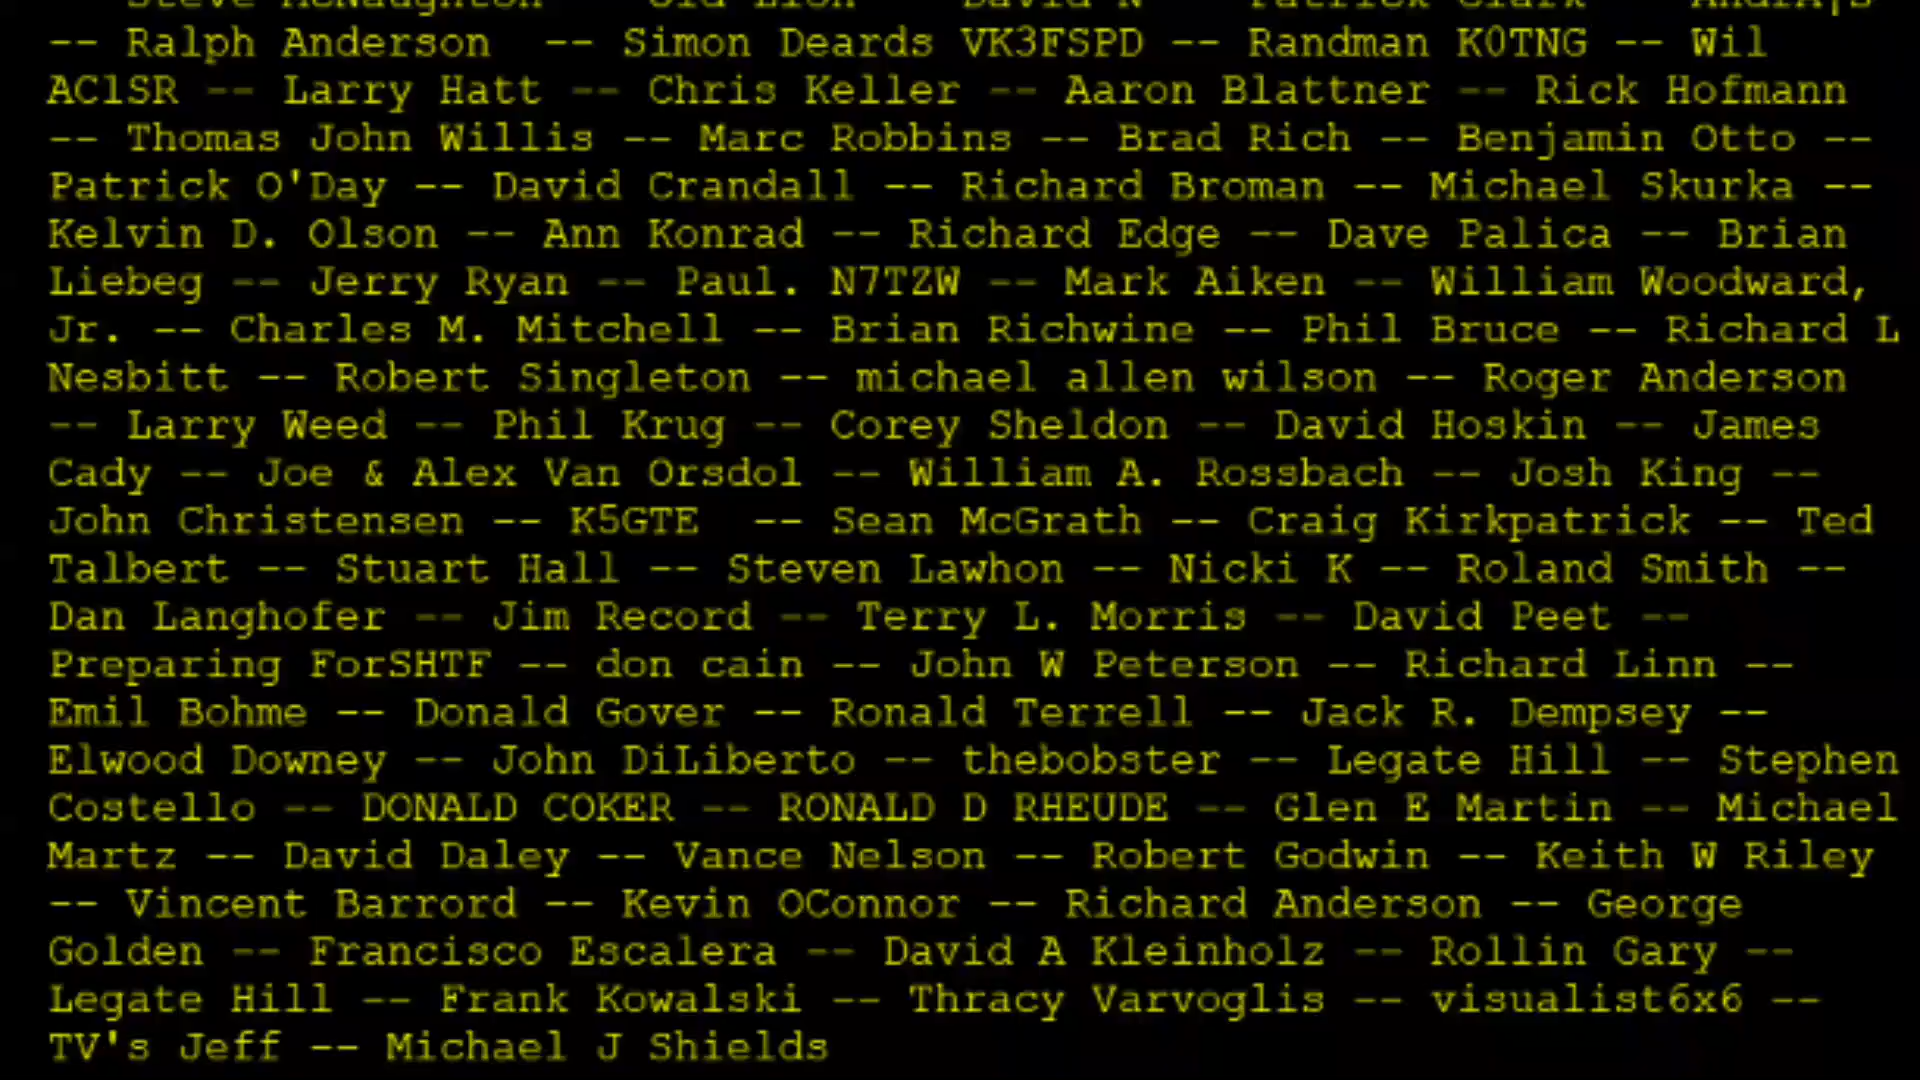 Steve McNaughton -- Old Lion -- David N -- Patrick Clark --
-- Ralph Anderson  -- Simon Deards VK3FSPD -- Randman K0TNG -- Wil
AC1SR -- Larry Hatt -- Chris Keller -- Aaron Blattner -- Rick Hofmann
-- Thomas John Willis -- Marc Robbins -- Brad Rich -- Benjamin Otto --
Patrick O'Day -- David Crandall -- Richard Broman -- Michael Skurka --
Kelvin D. Olson -- Ann Konrad -- Richard Edge -- Dave Palica -- Brian
Liebeg -- Jerry Ryan -- Paul. N7TZW -- Mark Aiken -- William Woodward,
Jr. -- Charles M. Mitchell -- Brian Richwine -- Phil Bruce -- Richard L
Nesbitt -- Robert Singleton -- michael allen wilson -- Roger Anderson
-- Larry Weed -- Phil Krug -- Corey Sheldon -- David Hoskin -- James
Cady -- Joe & Alex Van Orsdol -- William A. Rossbach -- Josh King --
John Christensen -- K5GTE  -- Sean McGrath -- Craig Kirkpatrick -- Ted
Talbert -- Stuart Hall -- Steven Lawhon -- Nicki K -- Roland Smith --
Dan Langhofer -- Jim Record -- Terry L. Morris -- David Peet --
Preparing ForSHTF -- don cain -- John W Peterson -- Richard Linn --
Emil Bohme -- Donald Gover -- Ronald Terrell -- Jack R. Dempsey --
Elwood Downey -- John DiLiberto -- thebobster -- Legate Hill -- Stephen
Costello -- DONALD COKER -- RONALD D RHEUDE -- Glen E Martin -- Michael
Martz -- David Daley -- Vance Nelson -- Robert Godwin -- Keith W Riley
-- Vincent Barrord -- Kevin OConnor -- Richard Anderson -- George
Golden -- Francisco Escalera -- David A Kleinholz -- Rollin Gary --
Legate Hill -- Frank Kowalski -- Thracy Varvoglis -- visualist6x6 --
TV's Jeff -- Michael J Shields